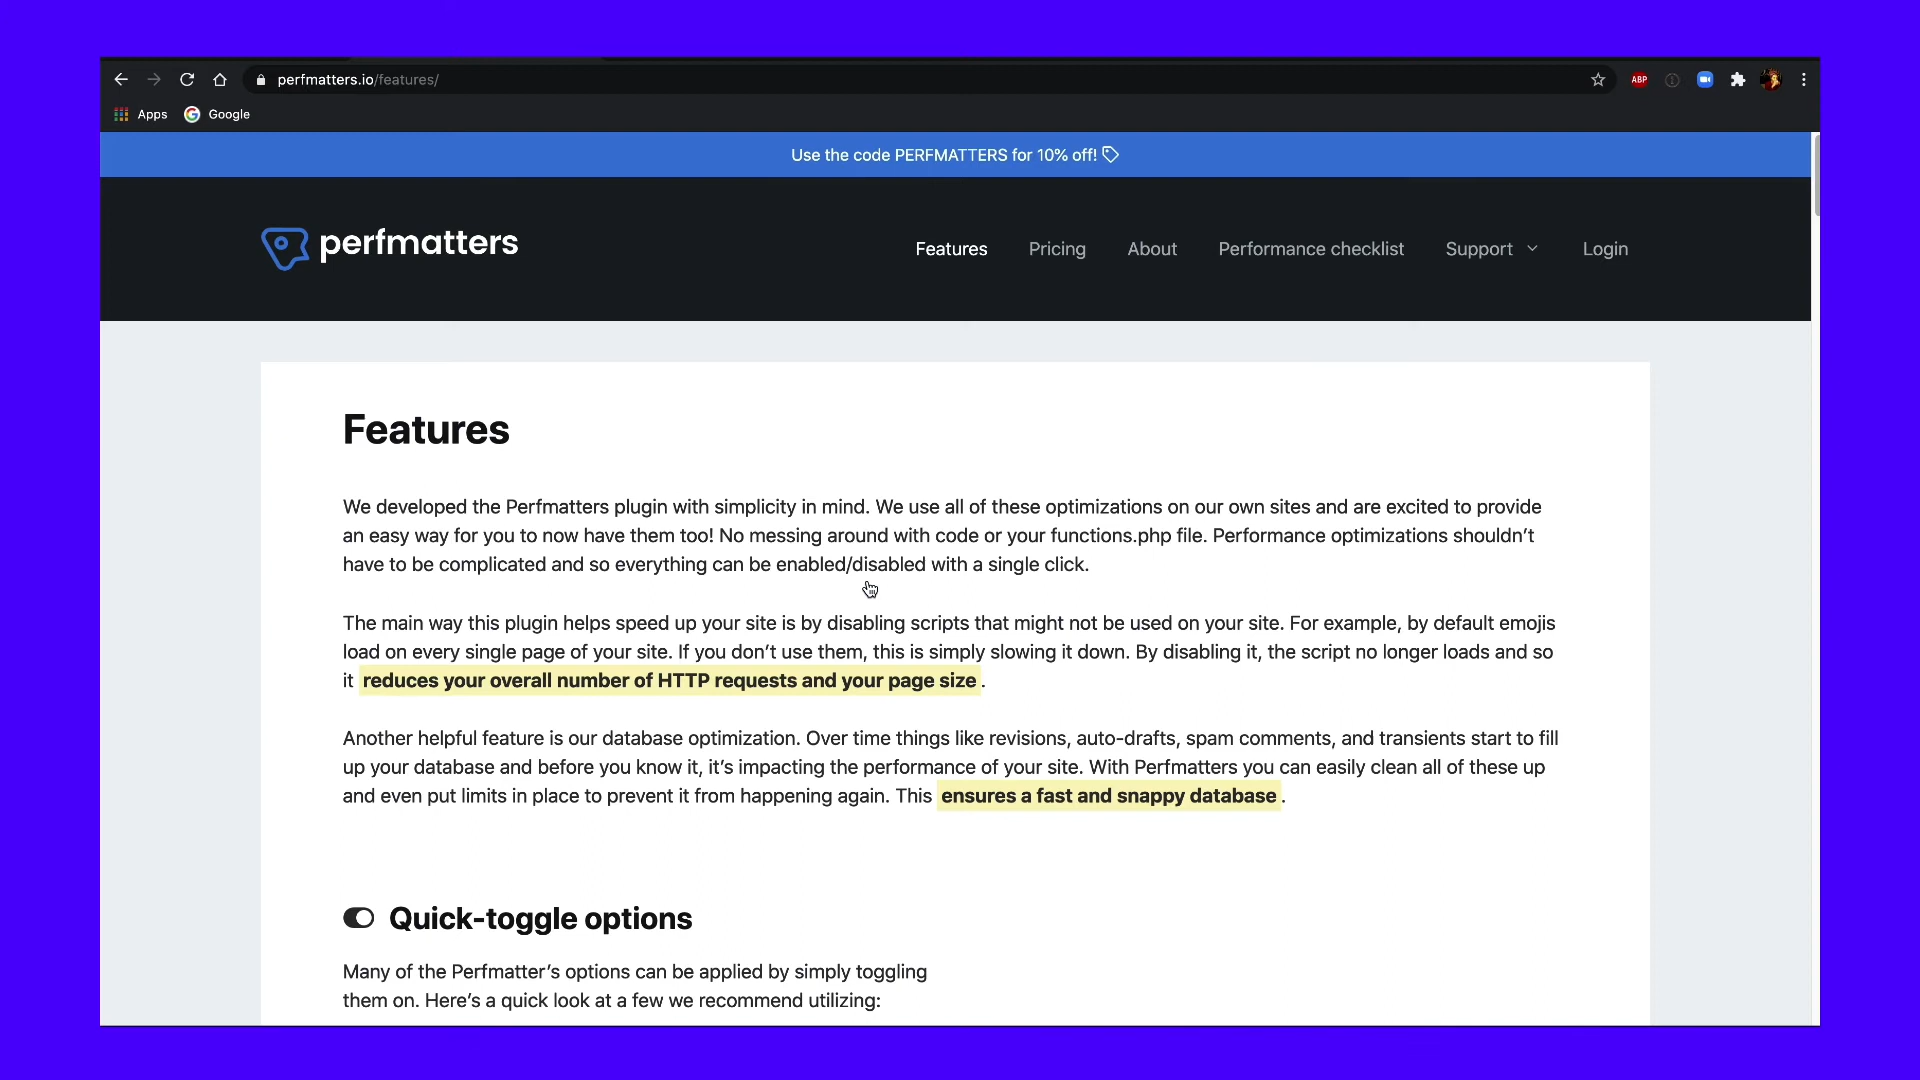 perfmatters.io/features/
ABP
Apps
Google
Use the code PERFMATTERS for 10% off!
perfmatters
Features
Pricing
About
Performance checklist
Support
Login
Features
We developed the Perfmatters plugin with simplicity in mind. We use all of these optimizations on our own sites and are excited to provide
an easy way for you to now have them too! No messing around with code or your functions.php file. Performance optimizations shouldn’t
have to be complicated and so everything can be enabled/disabled with a single click.
The main way this plugin helps speed up your site is by disabling scripts that might not be used on your site. For example, by default emojis
load on every single page of your site. If you don’t use them, this is simply slowing it down. By disabling it, the script no longer loads and so
it reduces your overall number of HTTP requests and your page size.
Another helpful feature is our database optimization. Over time things like revisions, auto-drafts, spam comments, and transients start to fill
up your database and before you know it, it’s impacting the performance of your site. With Perfmatters you can easily clean all of these up
and even put limits in place to prevent it from happening again. This ensures a fast and snappy database.
Quick-toggle options
Many of the Perfmatter’s options can be applied by simply toggling
them on. Here’s a quick look at a few we recommend utilizing: